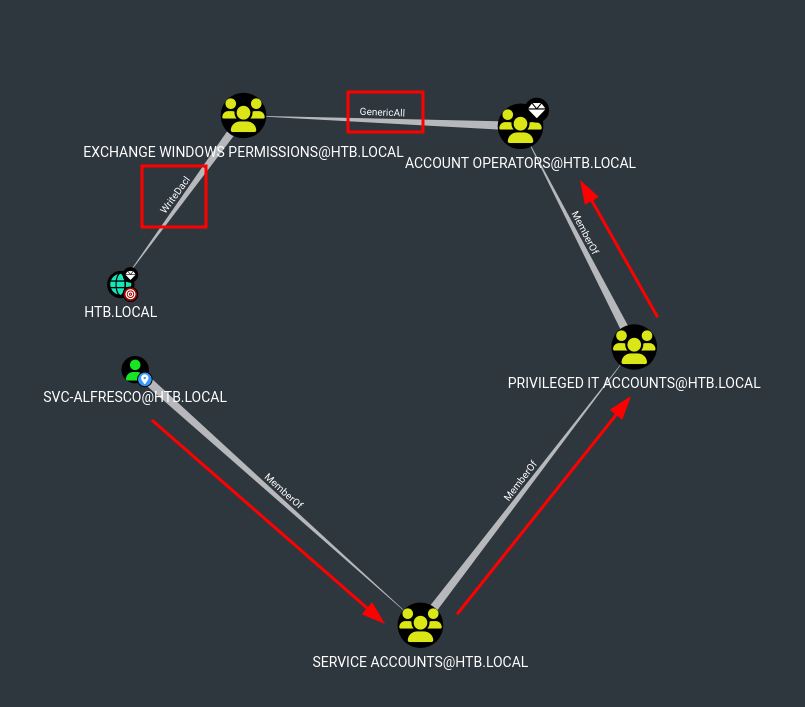 GenericAll
EXCHANGE WINDOWS PERMISSIONS@HTB.LOCAL
ACCOUNT OPERATORS@HTB.LOCAL
WriteDacl
MemberOf
HTB.LOCAL
PRIVILEGED IT ACCOUNTS@HTB.LOCAL
SVC-ALFRESCO@HTB.LOCAL
MemberOf
MemberOf
SERVICE ACCOUNTS@HTB.LOCAL